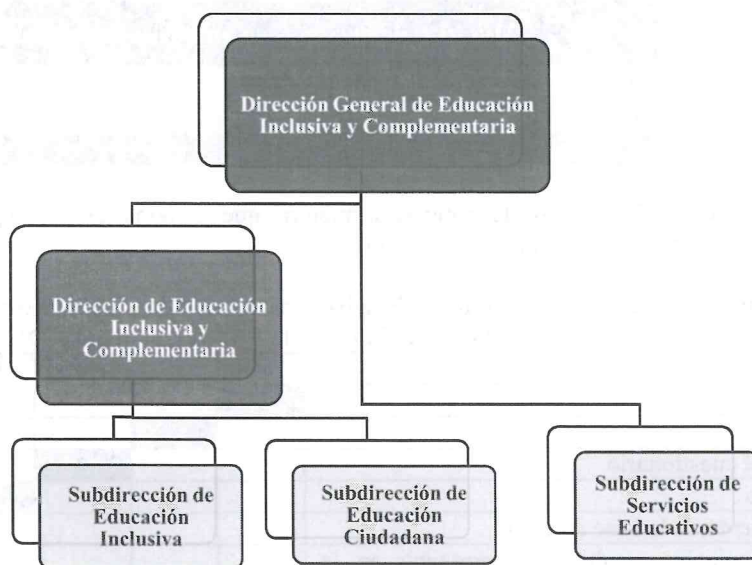 Dirección General de Educación
Inclusiva y Complementaria
Dirección de Educación
Inclusiva y
Complementaria
Subdirección de
Educación
Inclusiva
Subdirección de
Educación
Ciudadana
Subdirección de
Servicios
Educativos